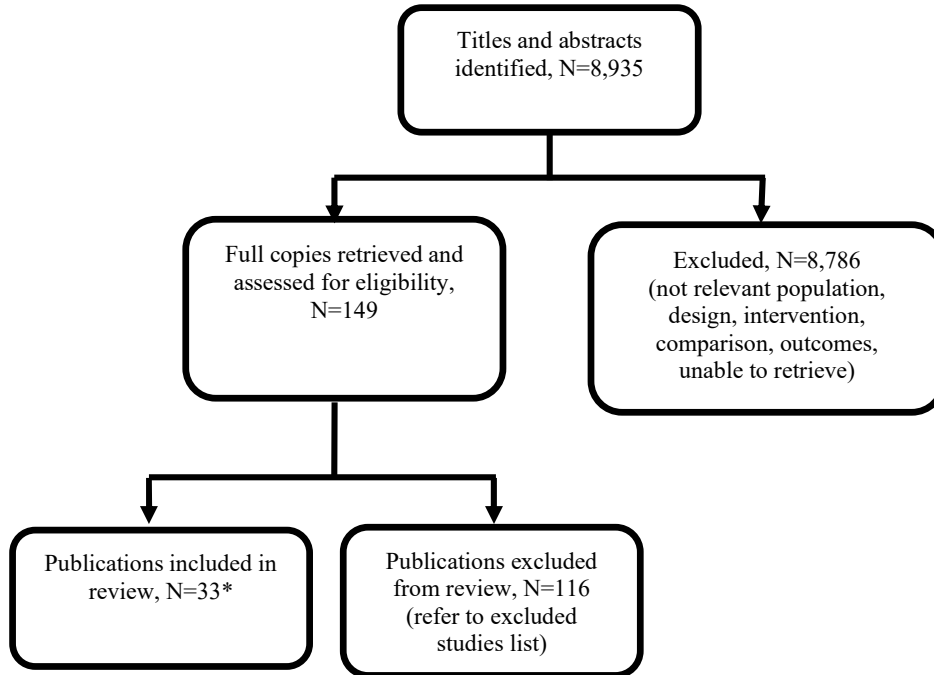 Titles and abstracts
identified, N=8,935
Full copies retrieved and
assessed for eligibility,
N=149
Excluded, N=8,786
(not relevant population,
design, intervention,
comparison, outcomes,
unable to retrieve)
Publications included in
review, N=33*
Publications excluded
from review, N=116
(refer to excluded
studies list)